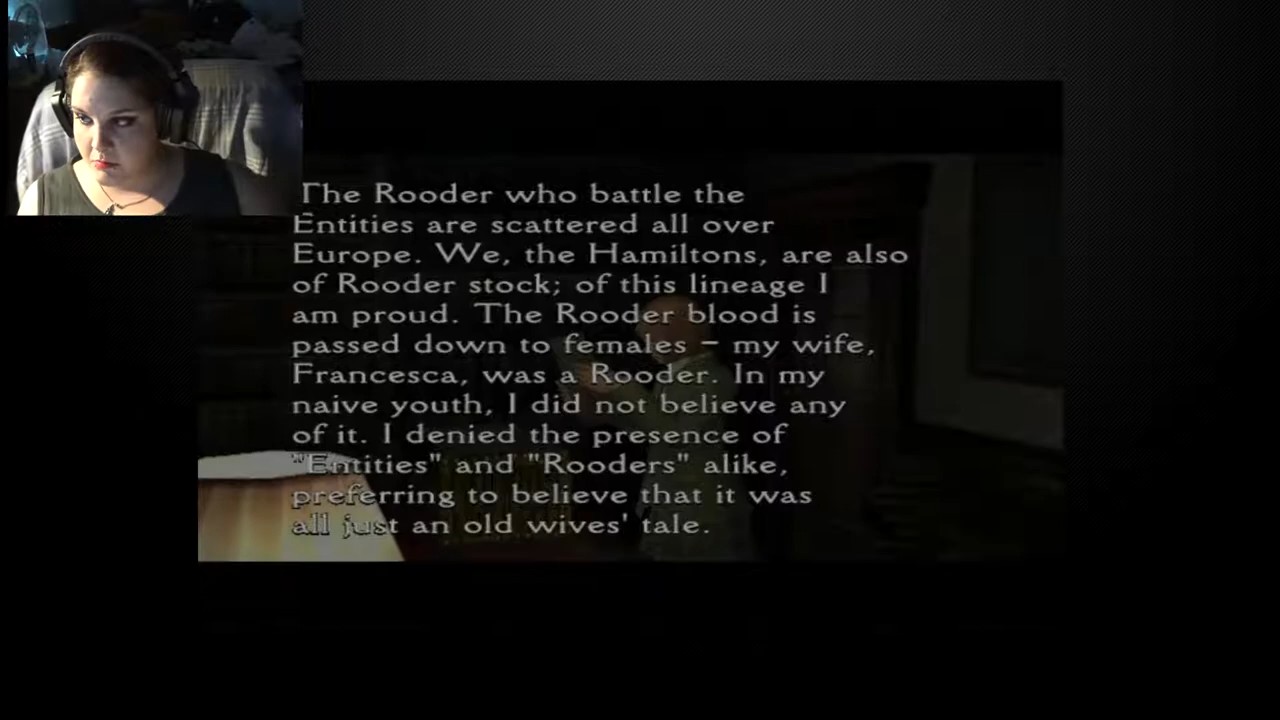 The Rooder who battle the
Entities are scattered all over
Europe. We, the Hamiltons, are also
of Rooder stock; of this lineage I
am proud. The Rooder blood is
passed down to females - my wife,
Francesca, was a Rooder. In my
naive youth, I did not believe any
of it. I denied the presence of
"Entities" and "Rooders" alike,
preferring to believe that it was
all just an old wives' tale.